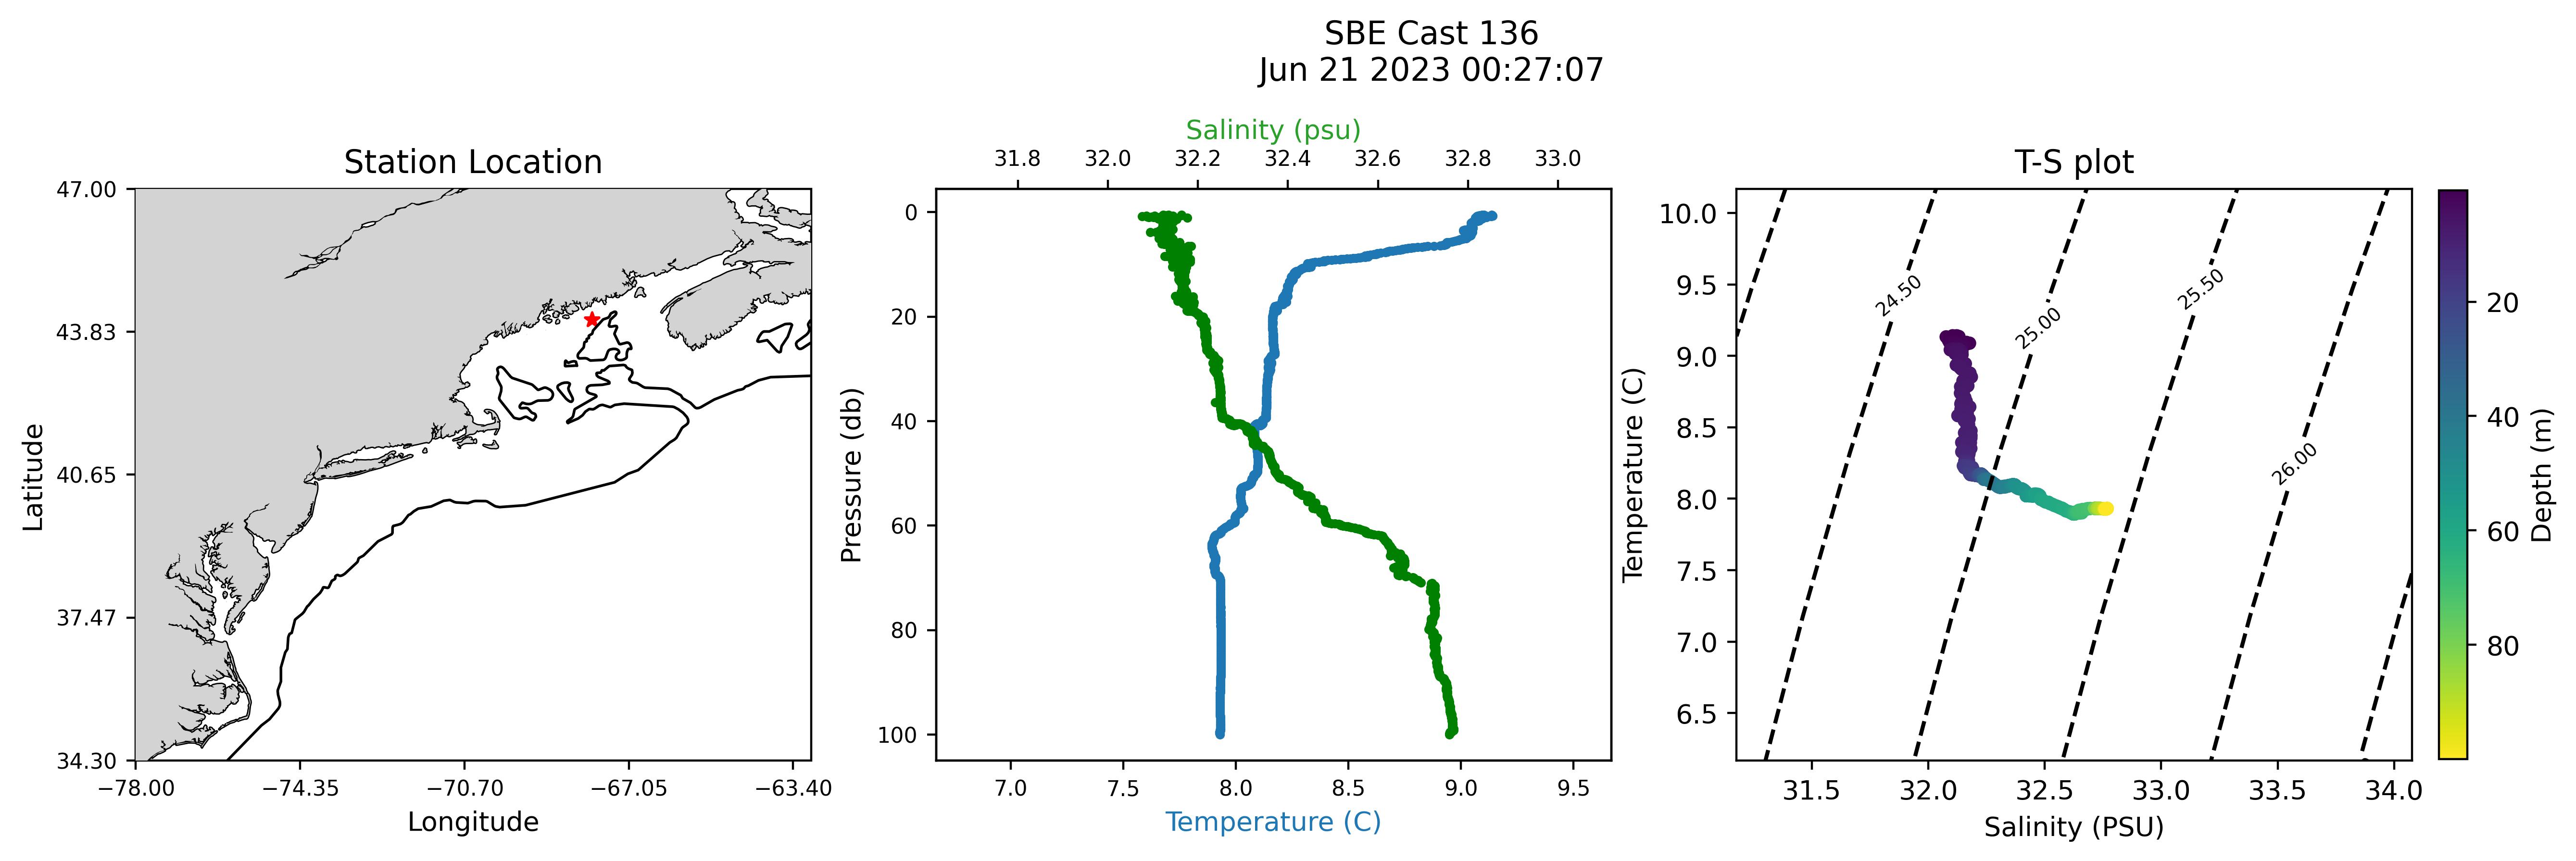 SBE Cast 136
Jun 21 2023 00:27:07
Station Location
47.00
43.83
40.65
37.47
34.30
Latitude
−78.00 −74.35 −70.70 −67.05 −63.40
Longitude
Salinity (psu)
31.8 32.0 32.2 32.4 32.6 32.8 33.0
0
20
40
60
80
100
Pressure (db)
7.0 7.5 8.0 8.5 9.0 9.5
Temperature (C)
T-S plot
10.0
9.5
9.0
8.5
8.0
7.5
7.0
6.5
Temperature (C)
24.50
25.00
25.50
26.00
31.5 32.0 32.5 33.0 33.5 34.0
Salinity (PSU)
20
40
60
80
Depth (m)